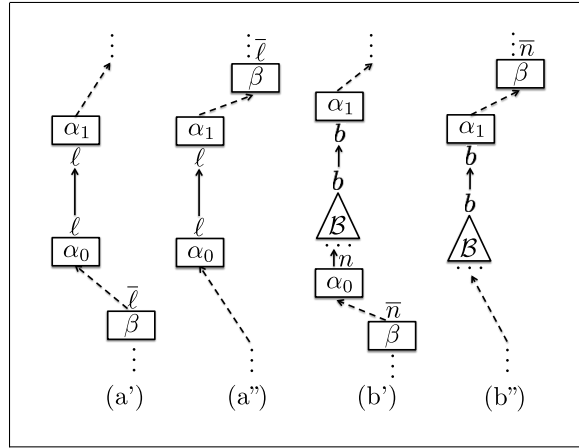 ℓ̅ n̅
β β
α₁
α₁ α₁ α₁
ℓ ℓ b b
ℓ ℓ b b
α₀ α₀ 𝓑 𝓑
n
α₀
ℓ̅ n̅
β β
(a') (a") (b') (b")